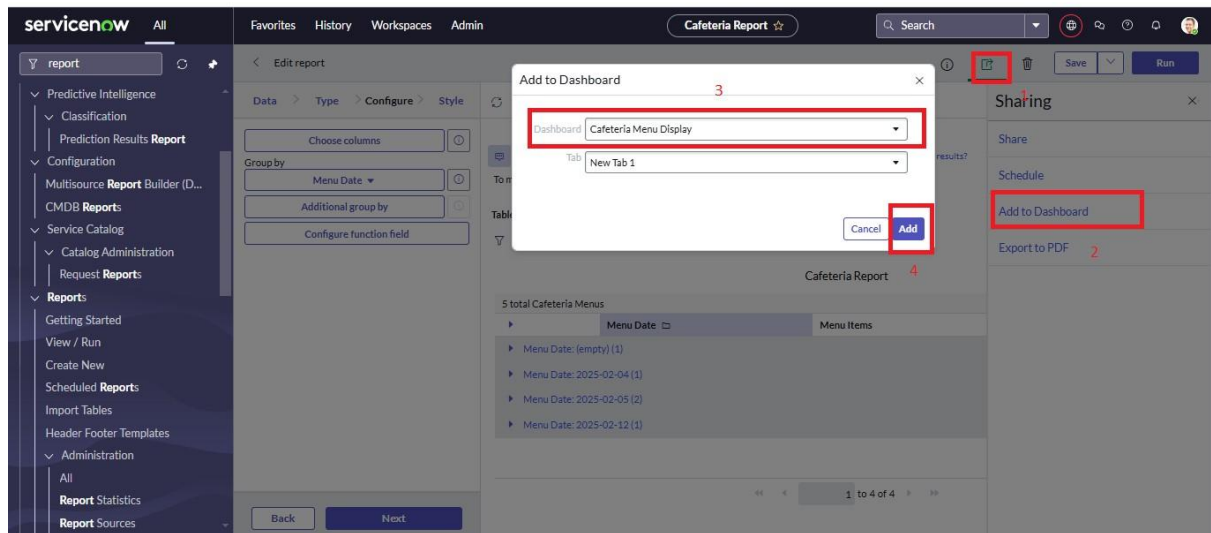 servicenow All Favorites History Workspaces Admin Cafeteria Report Search
report
Predictive Intelligence
Classification
Prediction Results Report
Configuration
Multisource Report Builder (D...
CMDB Reports
Service Catalog
Catalog Administration
Request Reports
Reports
Getting Started
View / Run
Create New
Scheduled Reports
Import Tables
Header Footer Templates
Administration
All
Report Statistics
Report Sources
Edit report
Save Run
Data Type Configure Style
Choose columns
Group by
Menu Date
Additional group by
Configure function field
Back Next
results?
To m
Table
Add to Dashboard
3
Dashboard Cafeteria Menu Display
Tab New Tab 1
Cancel Add
4
Cafeteria Report
5 total Cafeteria Menus
Menu Date Menu Items
Menu Date: (empty) (1)
Menu Date: 2025-02-04 (1)
Menu Date: 2025-02-05 (2)
Menu Date: 2025-02-12 (1)
1 to 4 of 4
1
Sharing
Share
Schedule
Add to Dashboard
Export to PDF
2